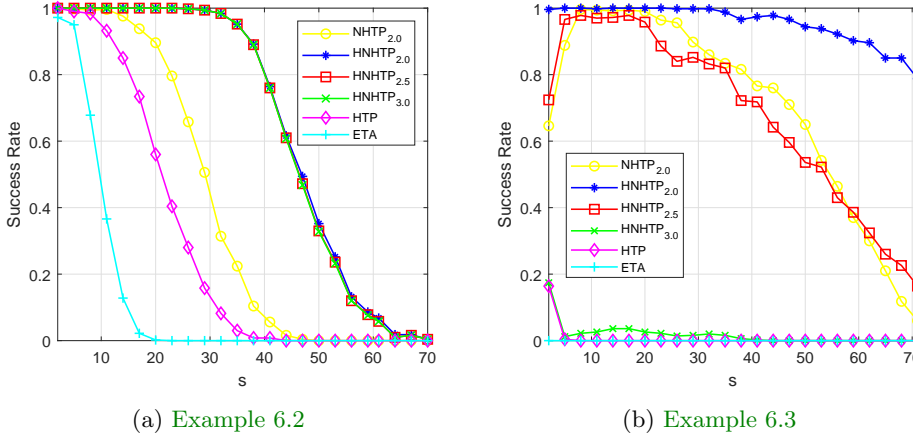 1
0.8
0.6
0.4
0.2
0
Success Rate
10 20 30 40 50 60 70
s
NHTP2.0
HNHTP2.0
HNHTP2.5
HNHTP3.0
HTP
ETA
(a) Example 6.2
1
0.8
0.6
0.4
0.2
0
Success Rate
10 20 30 40 50 60 70
s
NHTP2.0
HNHTP2.0
HNHTP2.5
HNHTP3.0
HTP
ETA
(b) Example 6.3